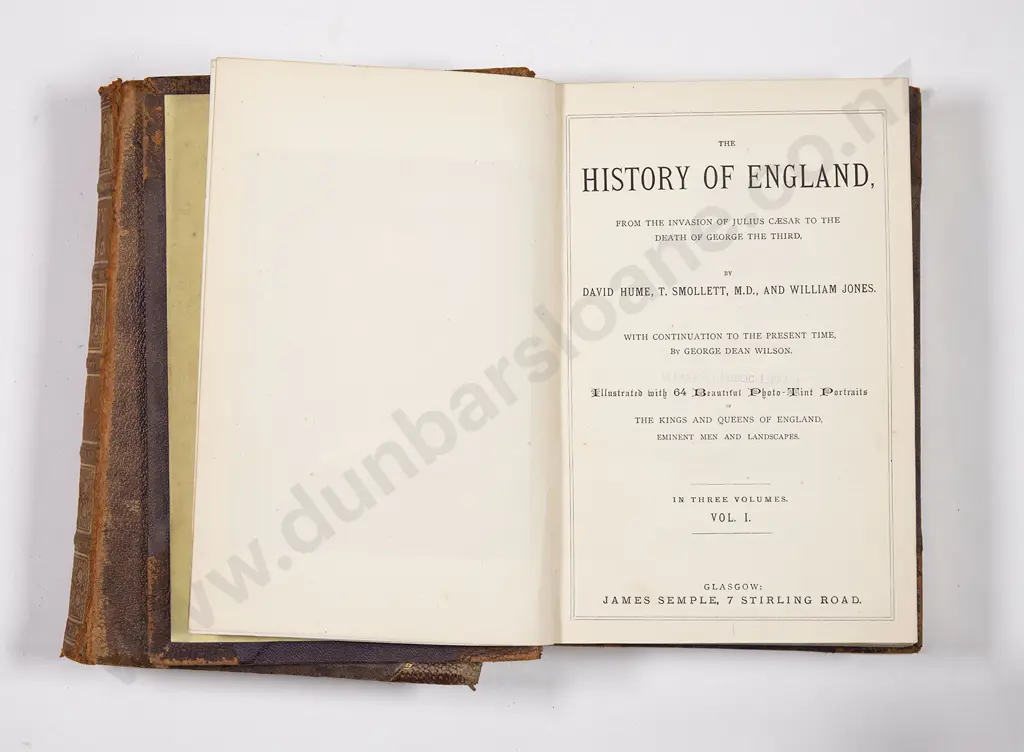 THE
HISTORY OF ENGLAND,
FROM THE INVASION OF JULIUS CÆSAR TO THE
DEATH OF GEORGE THE THIRD,
BY
DAVID HUME, T. SMOLLETT, M.D., AND WILLIAM JONES.
WITH CONTINUATION TO THE PRESENT TIME,
By GEORGE DEAN WILSON.
Illustrated with 64 Beautiful Photo-Tint Portraits
OF
THE KINGS AND QUEENS OF ENGLAND,
EMINENT MEN AND LANDSCAPES.
IN THREE VOLUMES.
VOL. I.
GLASGOW:
JAMES SEMPLE, 7 STIRLING ROAD.
www.dunbarsloane.co.nz